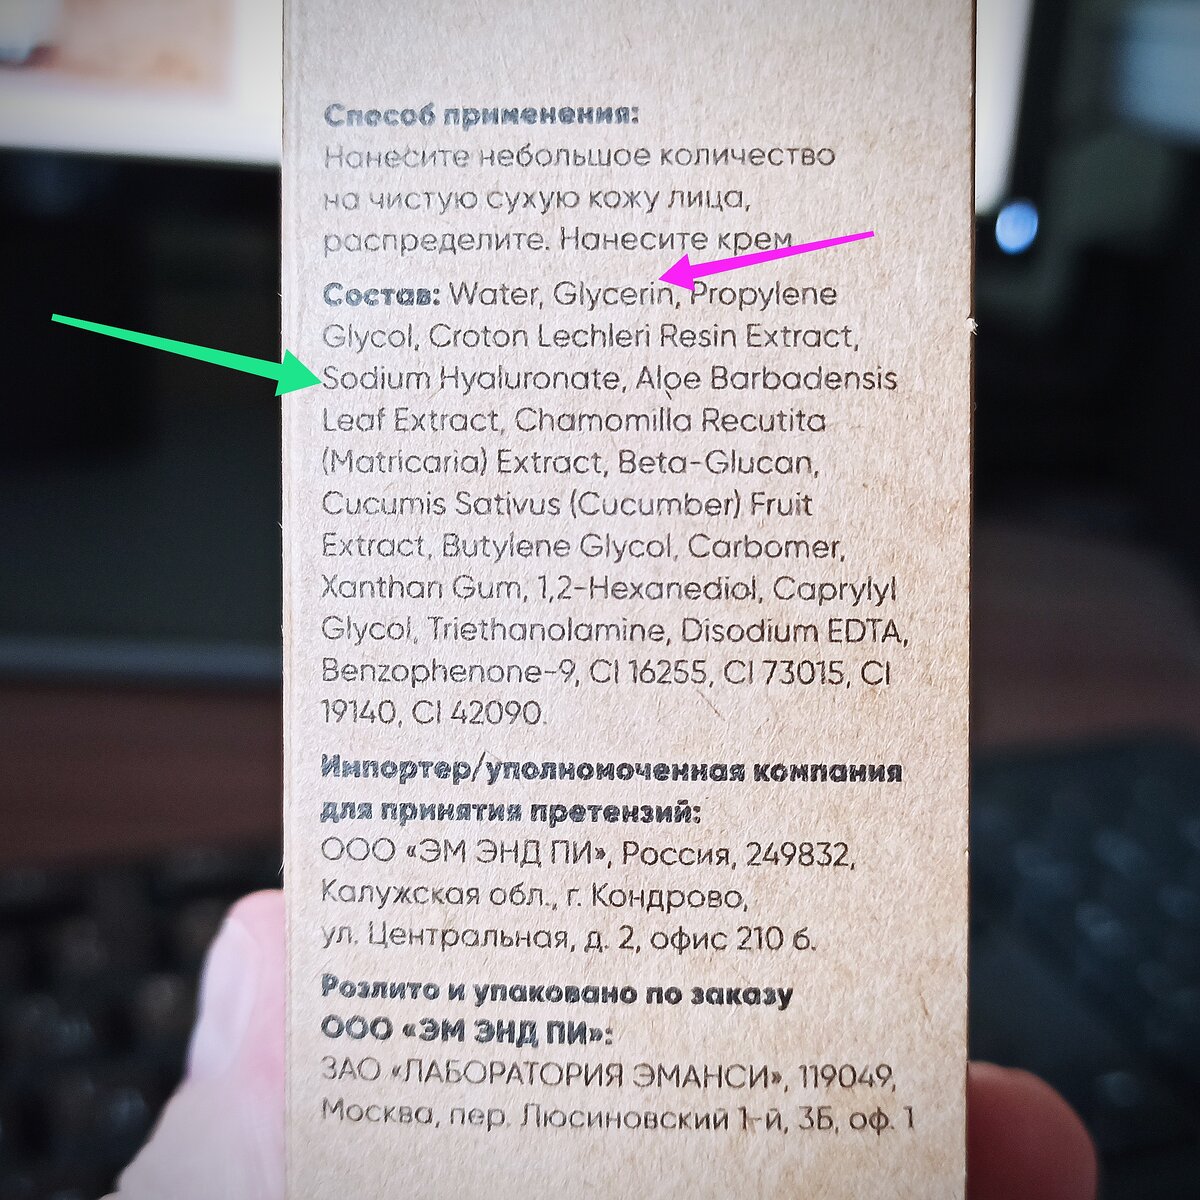 Способ применения:
Нанесите небольшое количество
на чистую сухую кожу лица,
распределите. Нанесите крем.
Состав: Water, Glycerin, Propylene
Glycol, Croton Lechleri Resin Extract,
Sodium Hyaluronate, Aloe Barbadensis
Leaf Extract, Chamomilla Recutita
(Matricaria) Extract, Beta-Glucan,
Cucumis Sativus (Cucumber) Fruit
Extract, Butylene Glycol, Carbomer,
Xanthan Gum, 1,2-Hexanediol, Caprylyl
Glycol, Triethanolamine, Disodium EDTA,
Benzophenone-9, CI 16255, CI 73015, CI
19140, CI 42090.
Импортер/уполномоченная компания
для принятия претензий:
ООО «ЭМ ЭНД ПИ», Россия, 249832,
Калужская обл., г. Кондрово,
ул. Центральная, д. 2, офис 210 б.
Розлито и упаковано по заказу
ООО «ЭМ ЭНД ПИ»:
ЗАО «ЛАБОРАТОРИЯ ЭМАНСИ», 119049,
Москва, пер. Люсиновский 1-й, 3Б, оф. 1